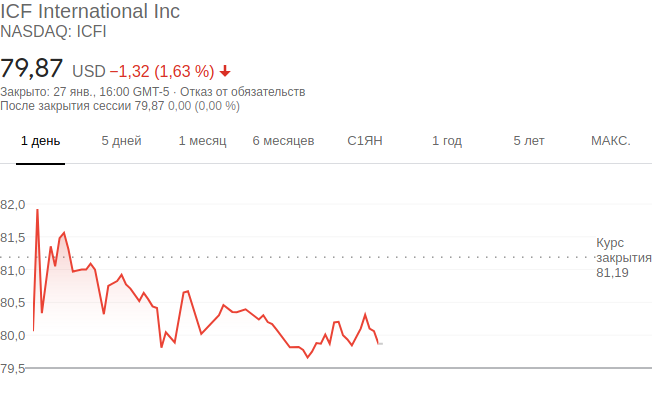 ICF International Inc
NASDAQ: ICFI
79,87 USD −1,32 (1,63 %)
Закрыто: 27 янв., 16:00 GMT-5 · Отказ от обязательств
После закрытия сессии 79,87 0,00 (0,00 %)
1 день 5 дней 1 месяц 6 месяцев С1ЯН 1 год 5 лет МАКС.
82,0
81,5
81,0
80,5
80,0
79,5
Курс
закрытия
81,19